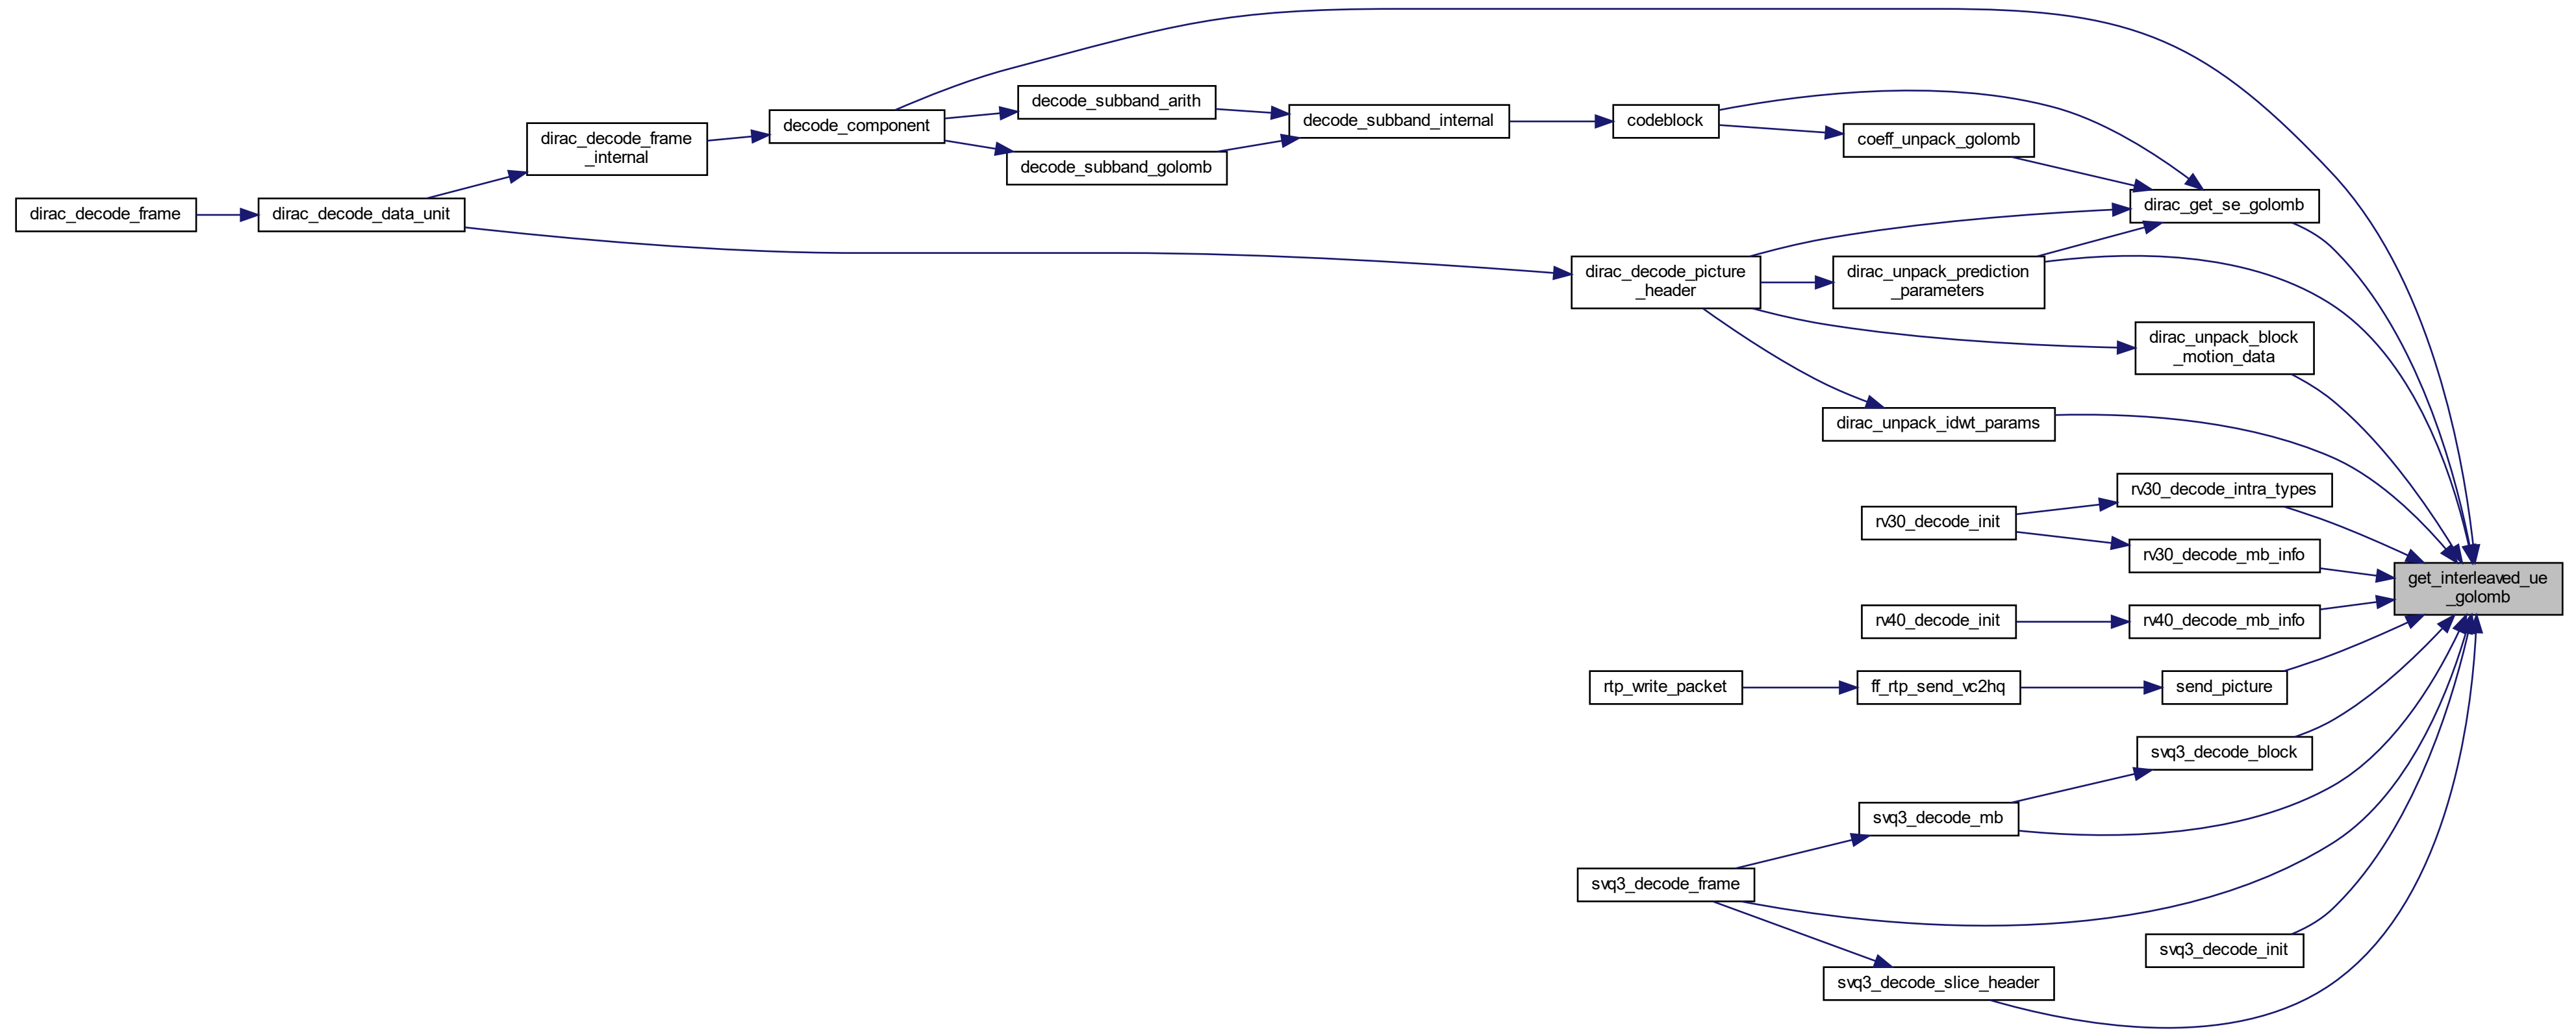 decode_subband_arith
decode_component
decode_subband_internal
codeblock
dirac_decode_frame
_internal
coeff_unpack_golomb
decode_subband_golomb
dirac_get_se_golomb
dirac_decode_frame
dirac_decode_data_unit
dirac_decode_picture
_header
dirac_unpack_prediction
_parameters
dirac_unpack_block
_motion_data
dirac_unpack_idwt_params
rv30_decode_intra_types
rv30_decode_init
rv30_decode_mb_info
get_interleaved_ue
_golomb
rv40_decode_init
rv40_decode_mb_info
rtp_write_packet
ff_rtp_send_vc2hq
send_picture
svq3_decode_block
svq3_decode_mb
svq3_decode_frame
svq3_decode_init
svq3_decode_slice_header